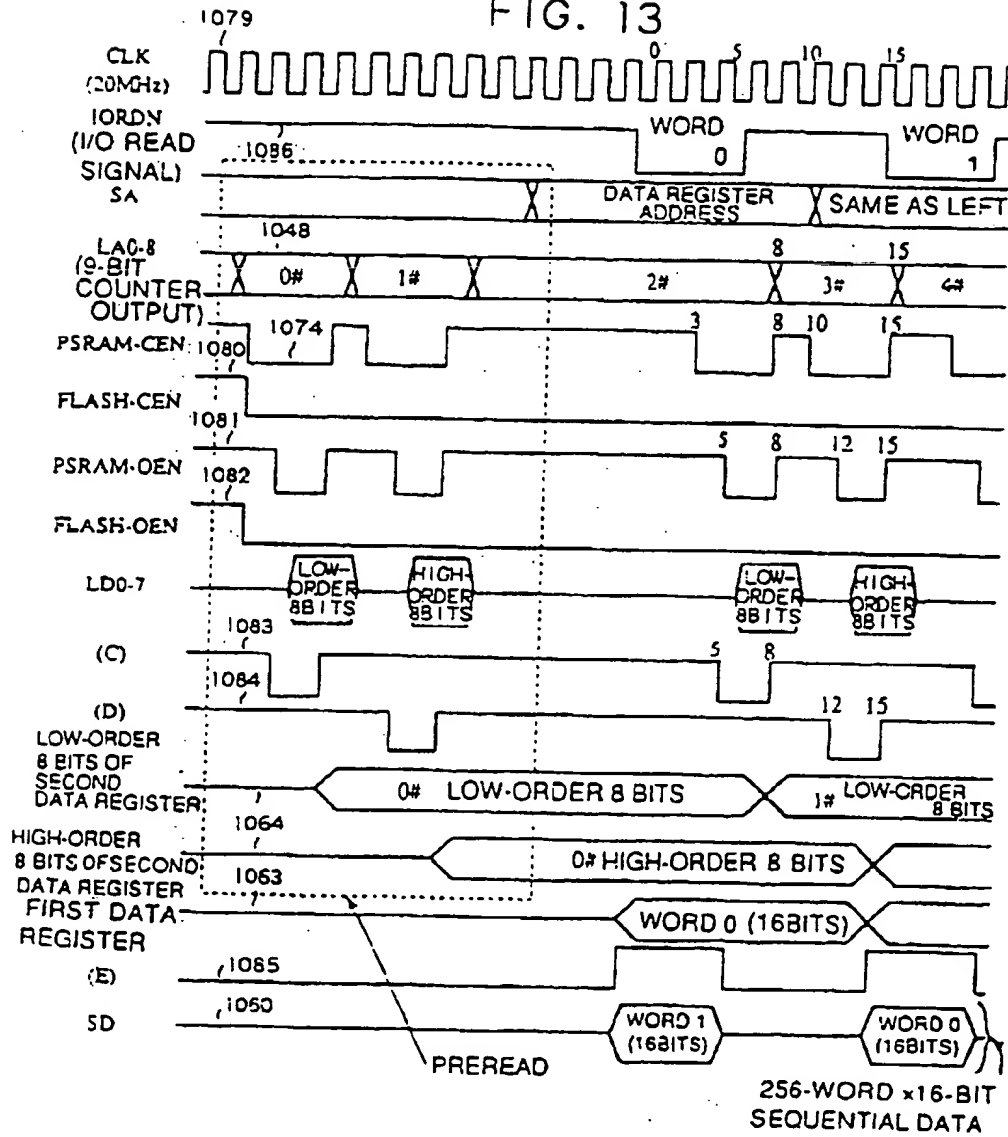 FIG. 13
1079
CLK
(20MHz)
0 5 10 15
IORDN
(I/O READ
SIGNAL)
1086
WORD
0
WORD
1
SA
DATA REGISTER
ADDRESS
SAME AS LEFT
1048
LA0-8
(9-BIT
COUNTER
OUTPUT)
0# 1# 2# 8 3# 15 4#
1074
PSRAM-CEN
1080
3 8 10 15
FLASH-CEN
1081
PSRAM-OEN
5 8 12 15
1082
FLASH-OEN
LD0-7
LOW-
ORDER
8BITS
HIGH-
ORDER
8BITS
LOW-
ORDER
8BITS
HIGH-
ORDER
8BITS
1083
(C)
5 8
1084
(D)
12 15
LOW-ORDER
8 BITS OF
SECOND
DATA REGISTER
0# LOW-ORDER 8 BITS
1# LOW-ORDER
8 BITS
1064
HIGH-ORDER
8 BITS OF SECOND
DATA REGISTER
0# HIGH-ORDER 8 BITS
1063
FIRST DATA
REGISTER
WORD 0 (16BITS)
1085
(E)
1060
SD
WORD 1
(16BITS)
WORD 0
(16BITS)
PREREAD
256-WORD x16-BIT
SEQUENTIAL DATA